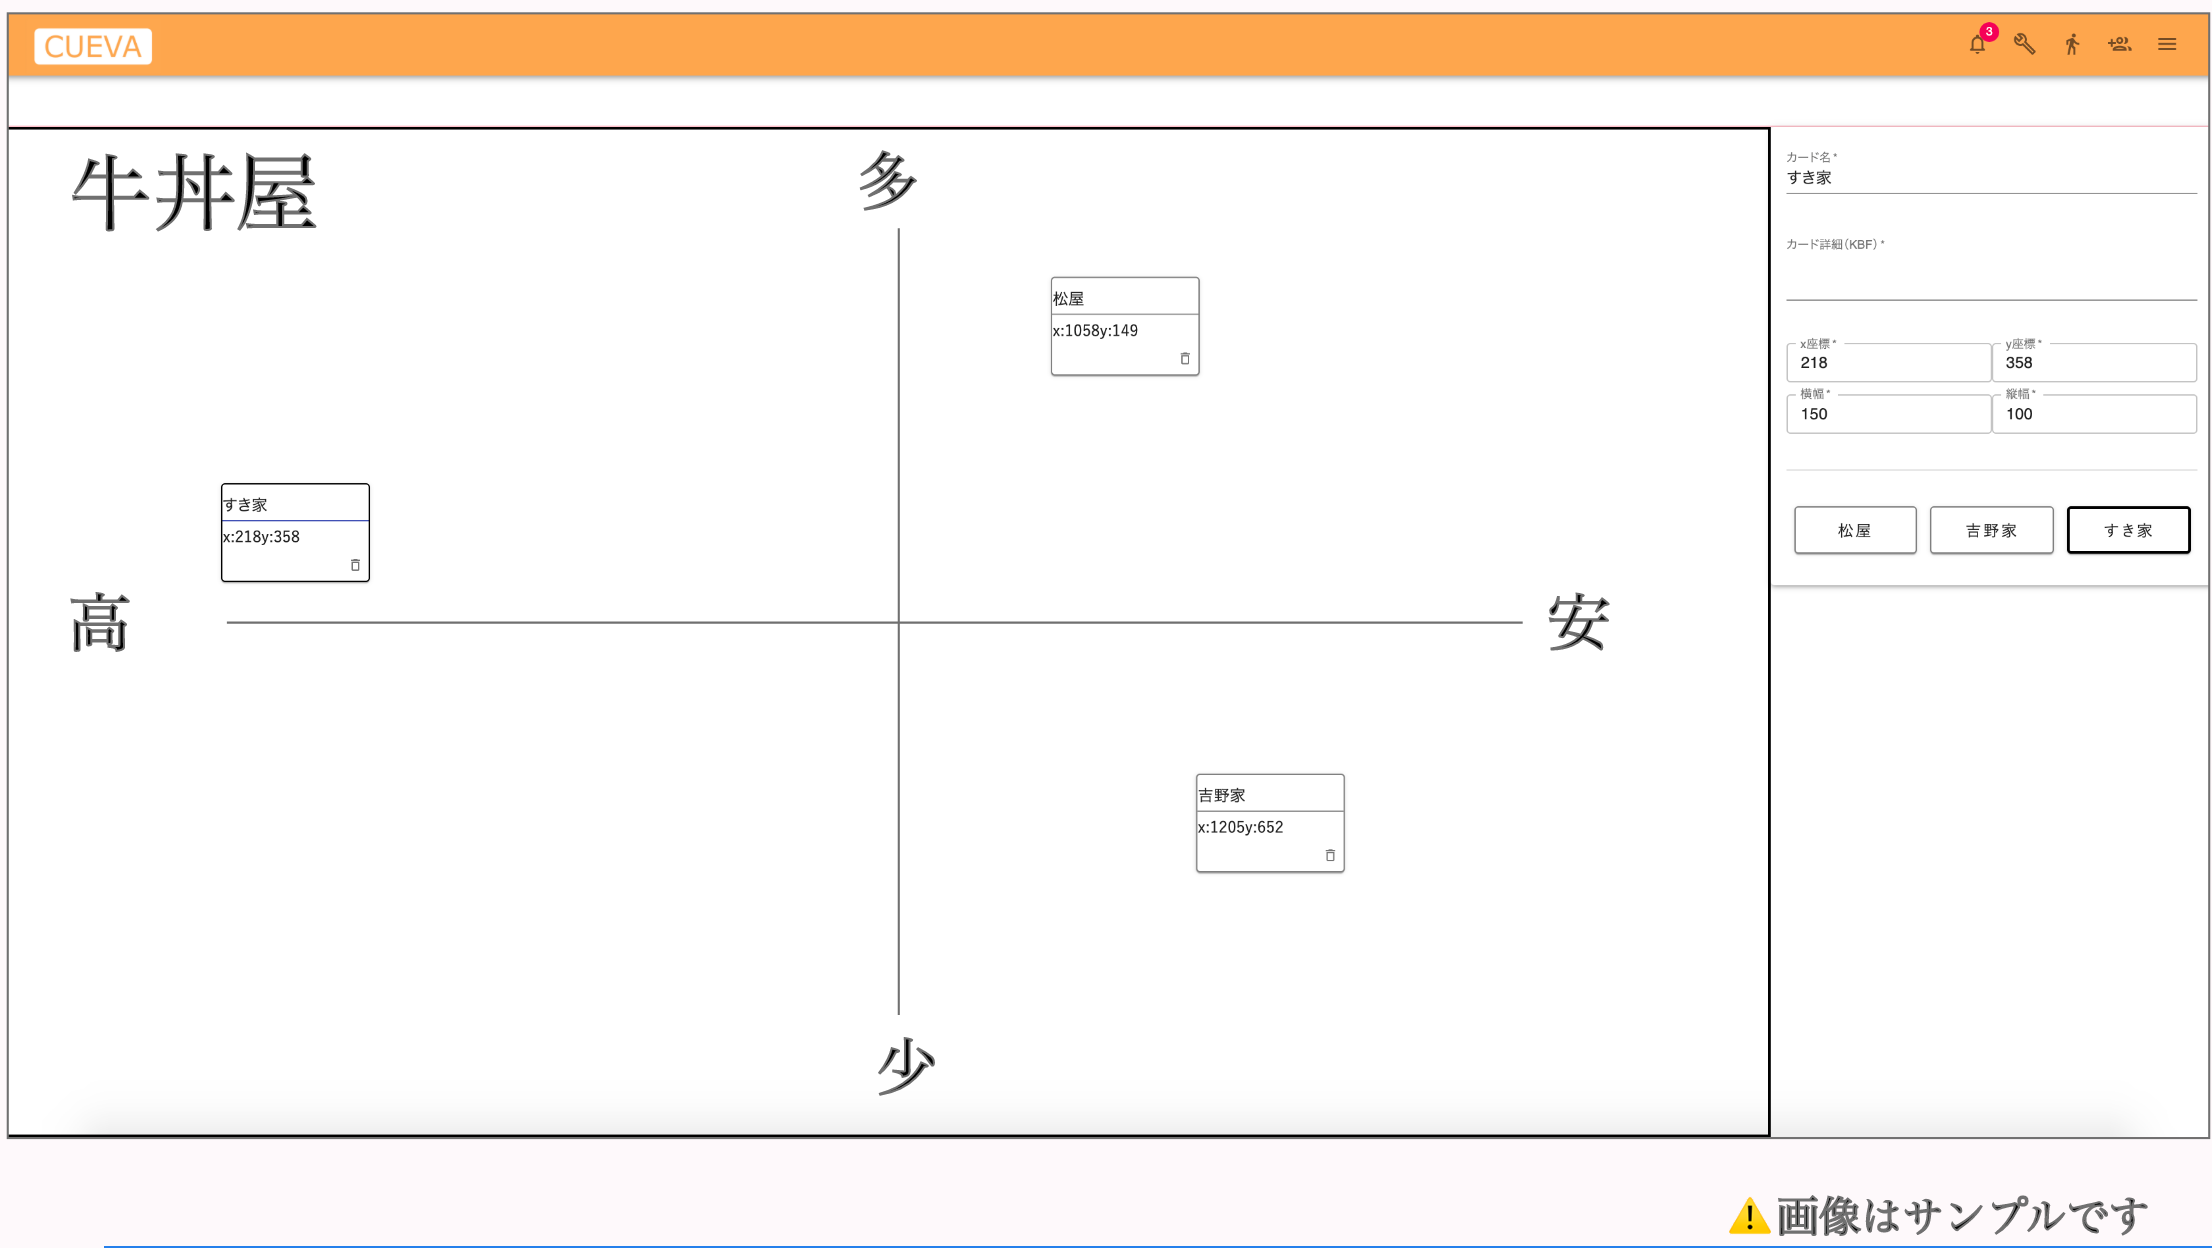 CUEVA
3
牛丼屋
多
松屋
x:1058y:149
すき家
x:218y:358
高
安
吉野家
x:1205y:652
少
カード名*
すき家
カード詳細(KBF)*
x座標*
218
y座標*
358
横幅*
150
縦幅*
100
松屋
吉野家
すき家
画像はサンプルです